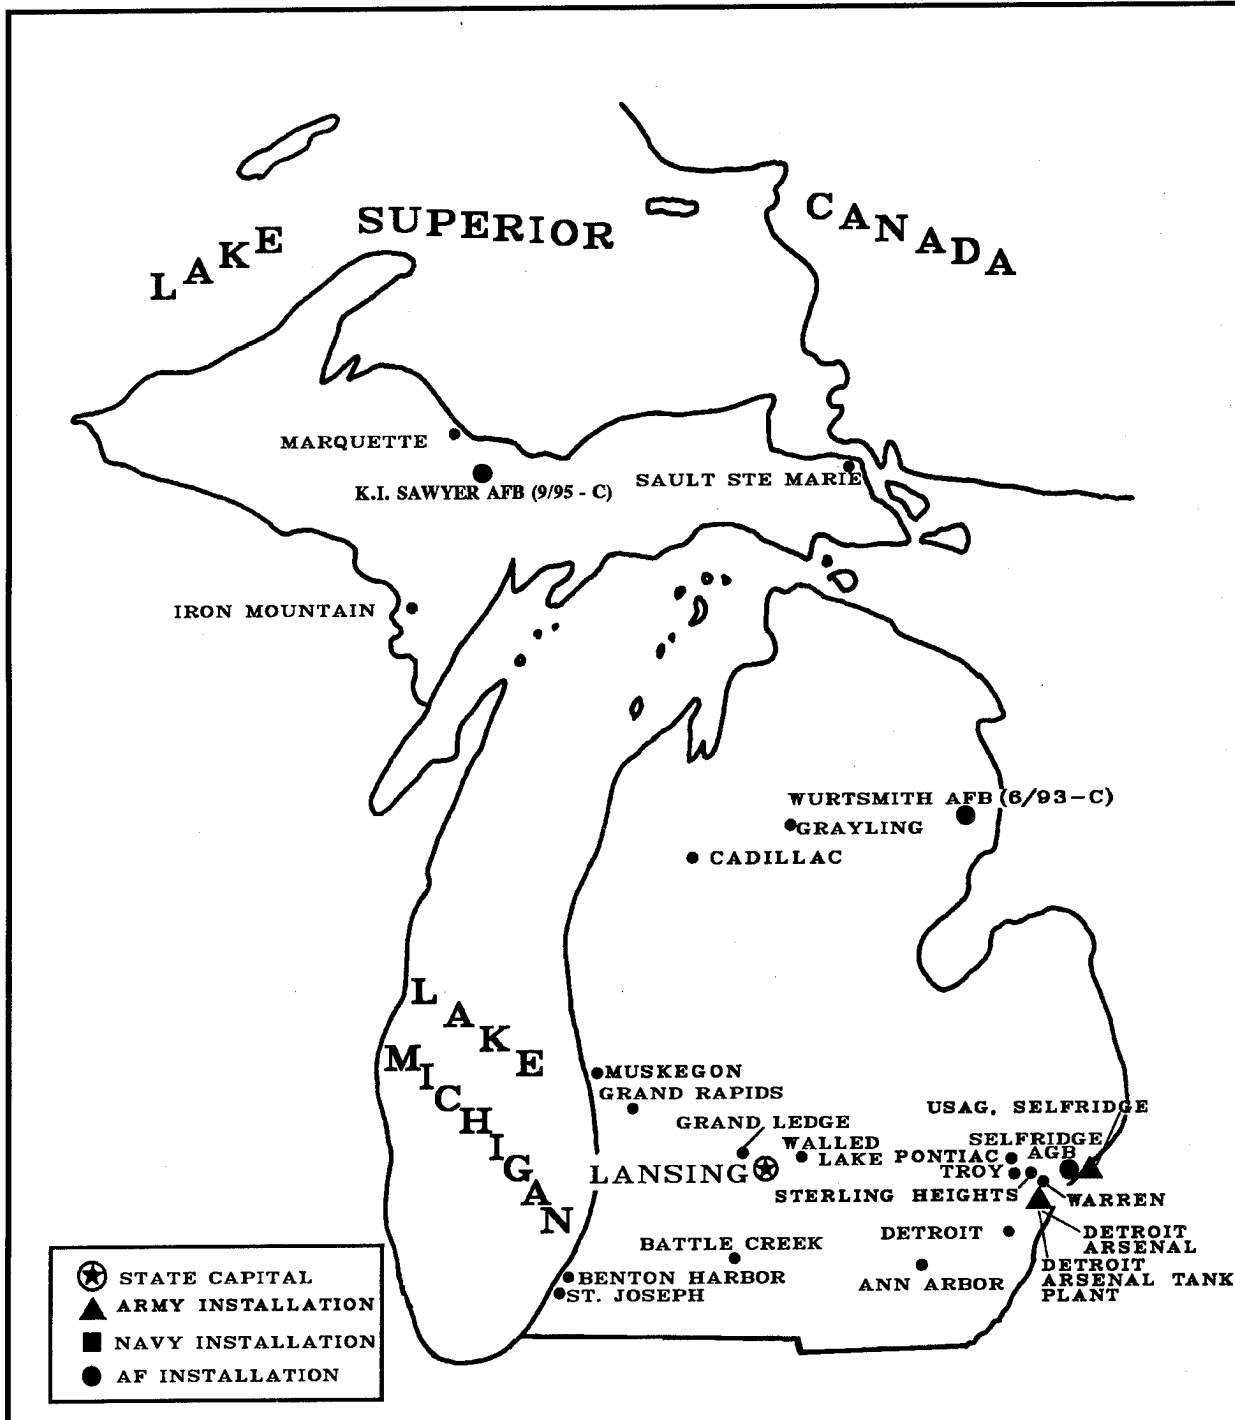 LAKE SUPERIOR
CANADA
MARQUETTE
K.I. SAWYER AFB (9/95 - C)
SAULT STE MARIE
IRON MOUNTAIN
WURTSMITH AFB (6/93-C)
GRAYLING
CADILLAC
LAKE
MICHIGAN
MUSKEGON
GRAND RAPIDS
GRAND LEDGE
LANSING
WALLED
LAKE
USAG, SELFRIDGE
SELFRIDGE
AGB
PONTIAC
TROY
STERLING HEIGHTS
WARREN
DETROIT
DETROIT
ARSENAL
DETROIT
ARSENAL TANK
PLANT
ANN ARBOR
BATTLE CREEK
BENTON HARBOR
ST. JOSEPH
STATE CAPITAL
ARMY INSTALLATION
NAVY INSTALLATION
AF INSTALLATION